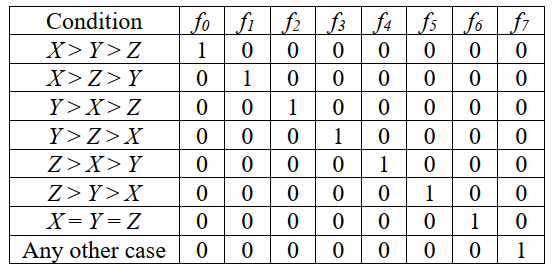 Condition f0 f1 f2 f3 f4 f5 f6 f7
X > Y > Z 1 0 0 0 0 0 0 0
X > Z > Y 0 1 0 0 0 0 0 0
Y > X > Z 0 0 1 0 0 0 0 0
Y > Z > X 0 0 0 1 0 0 0 0
Z > X > Y 0 0 0 0 1 0 0 0
Z > Y > X 0 0 0 0 0 1 0 0
X = Y = Z 0 0 0 0 0 0 1 0
Any other case 0 0 0 0 0 0 0 1